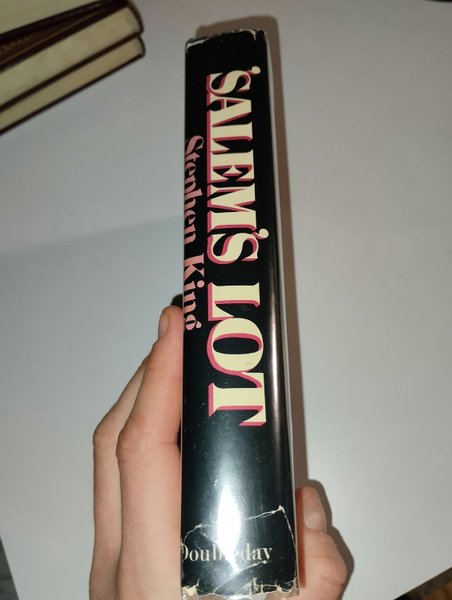 'SALEM'S LOT
Stephen King
Doubleday